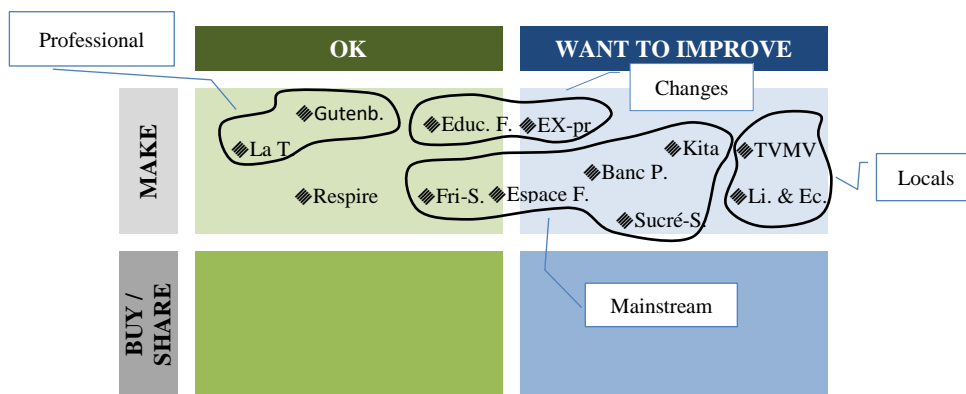 Professional
OK
WANT TO IMPROVE
Changes
MAKE
Gutenb.
Educ. F.
EX-pr.
La T.
Kita
TVMV
Banc P.
Locals
Respire
Fri-S.
Espace F.
Li. & Ec.
Sucré-S.
BUY /
SHARE
Mainstream